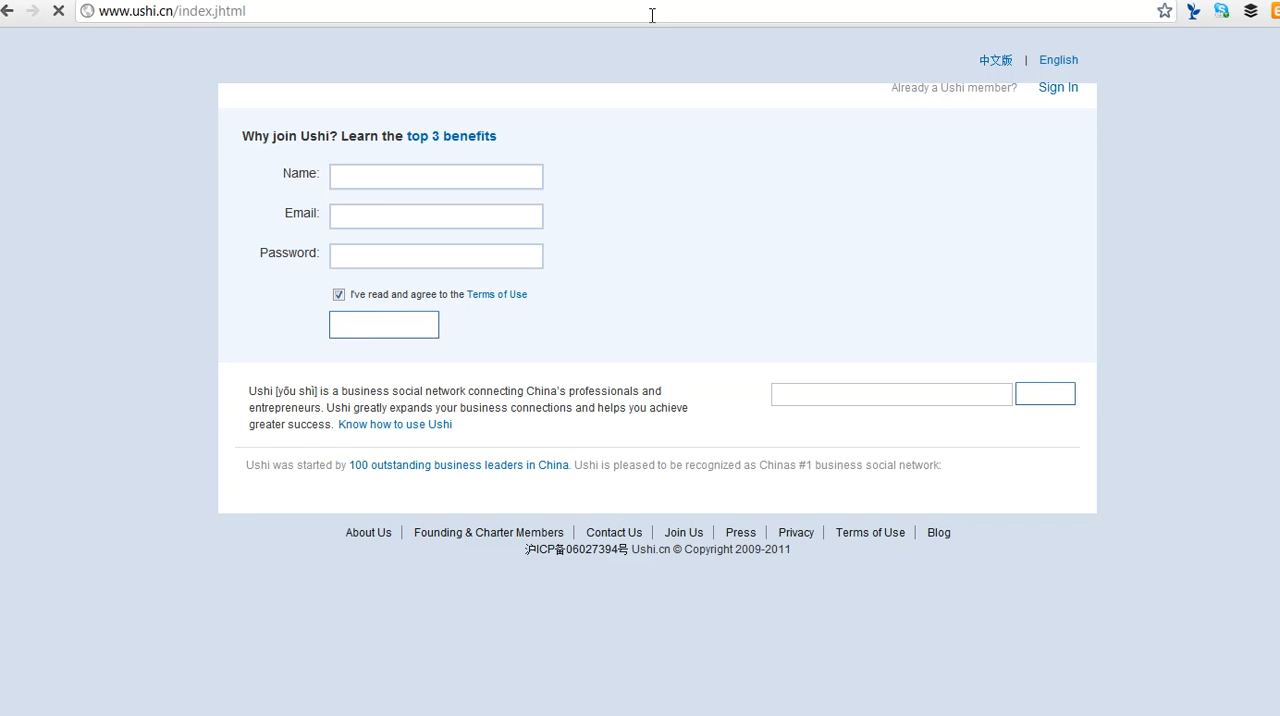 www.ushi.cn/index.jhtml
中文版 | English
Already a Ushi member? Sign In
Why join Ushi? Learn the top 3 benefits
Name:
Email:
Password:
I've read and agree to the Terms of Use
Ushi [yōu shì] is a business social network connecting China's professionals and
entrepreneurs. Ushi greatly expands your business connections and helps you achieve
greater success. Know how to use Ushi
Ushi was started by 100 outstanding business leaders in China. Ushi is pleased to be recognized as Chinas #1 business social network:
About Us | Founding & Charter Members | Contact Us | Join Us | Press | Privacy | Terms of Use | Blog
沪ICP备06027394号 Ushi.cn © Copyright 2009-2011